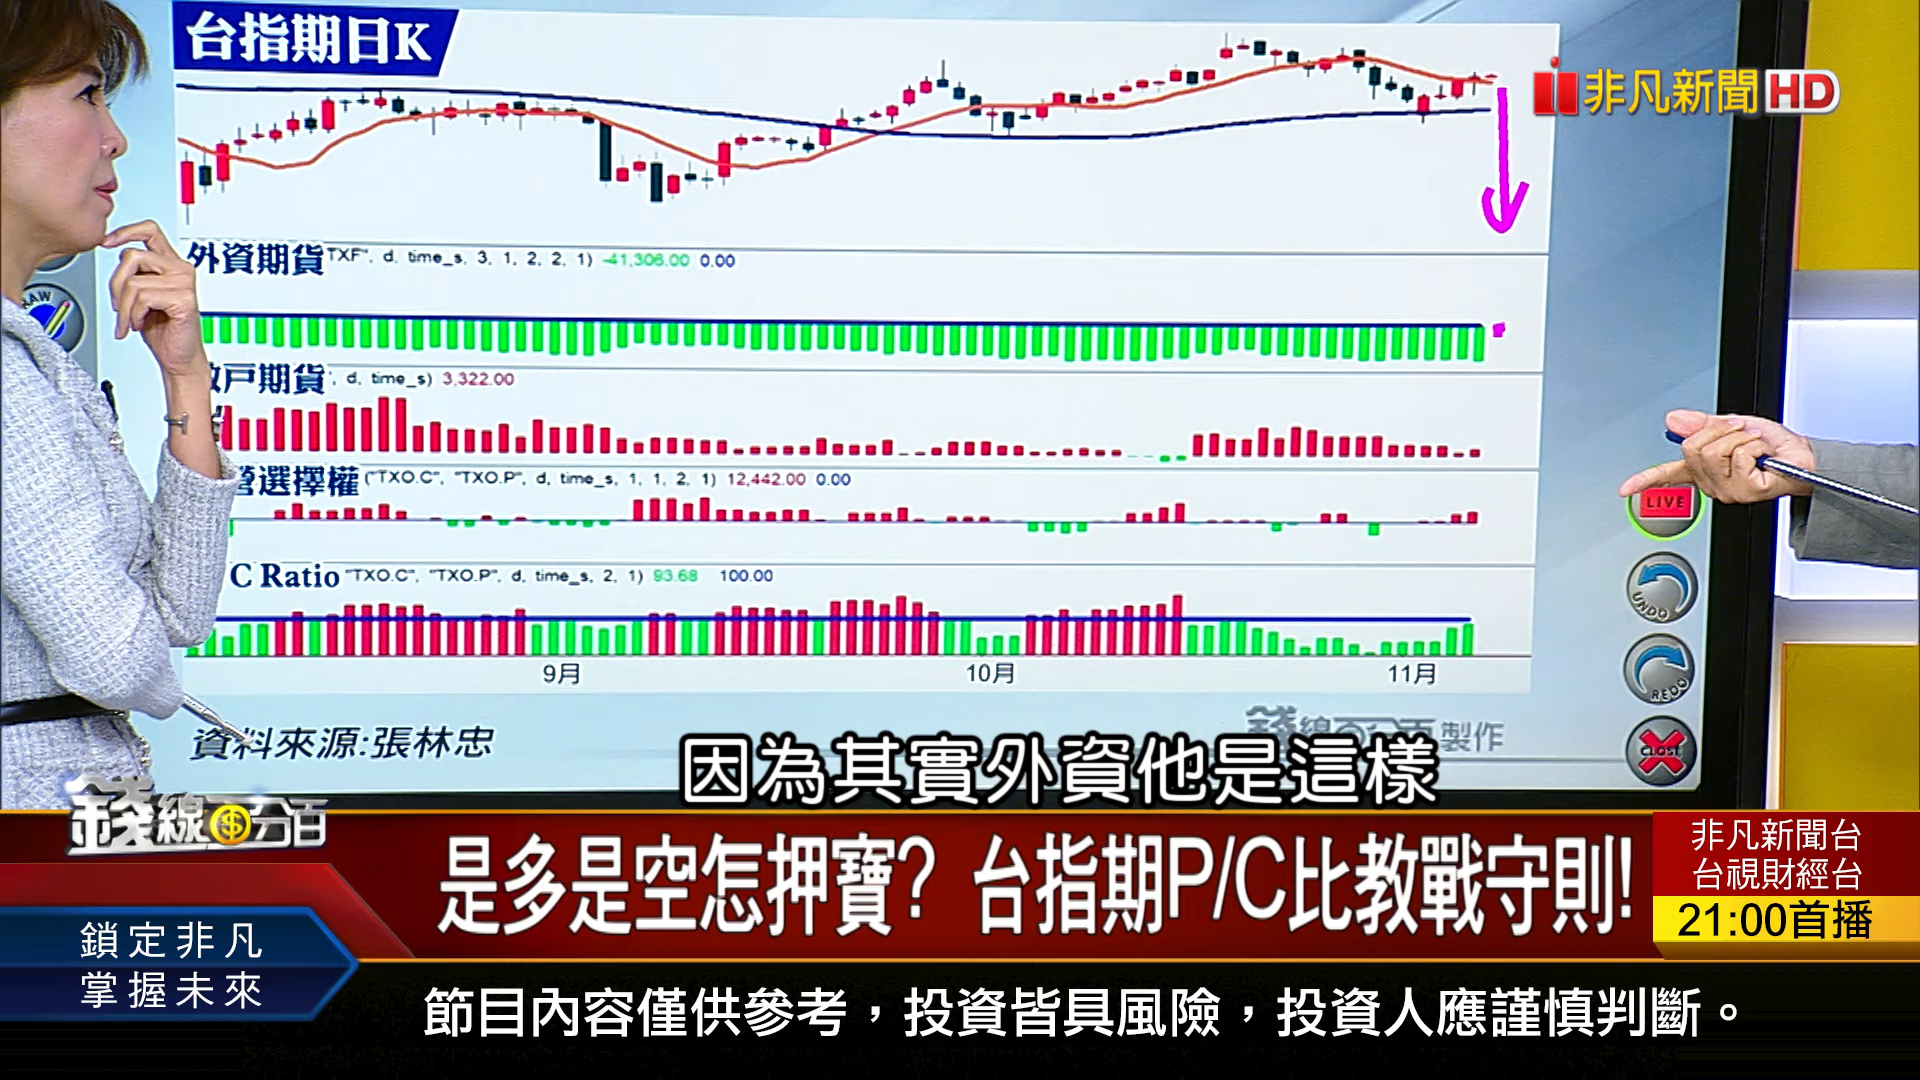 台指期日K
非凡新聞HD
外資期貨 TXF", d, time_s, 3, 1, 2, 2, 1) -41,306.00 0.00
戶期貨 ", d, time_s) 3,322.00
營選擇權 ("TXO.C", "TXO.P", d, time_s, 1, 1, 2, 1) 12,442.00 0.00
LIVE
C Ratio "TXO.C", "TXO.P", d, time_s, 2, 1) 93.68 100.00
UNDO
9月 10月 11月
REDO
資料來源:張林忠
錢線百分百製作
CLOSE
因為其實外資他是這樣
錢線百分百
是多是空怎押寶? 台指期P/C比教戰守則!
非凡新聞台
台視財經台
21:00首播
鎖定非凡
掌握未來
節目內容僅供參考，投資皆具風險，投資人應謹慎判斷。